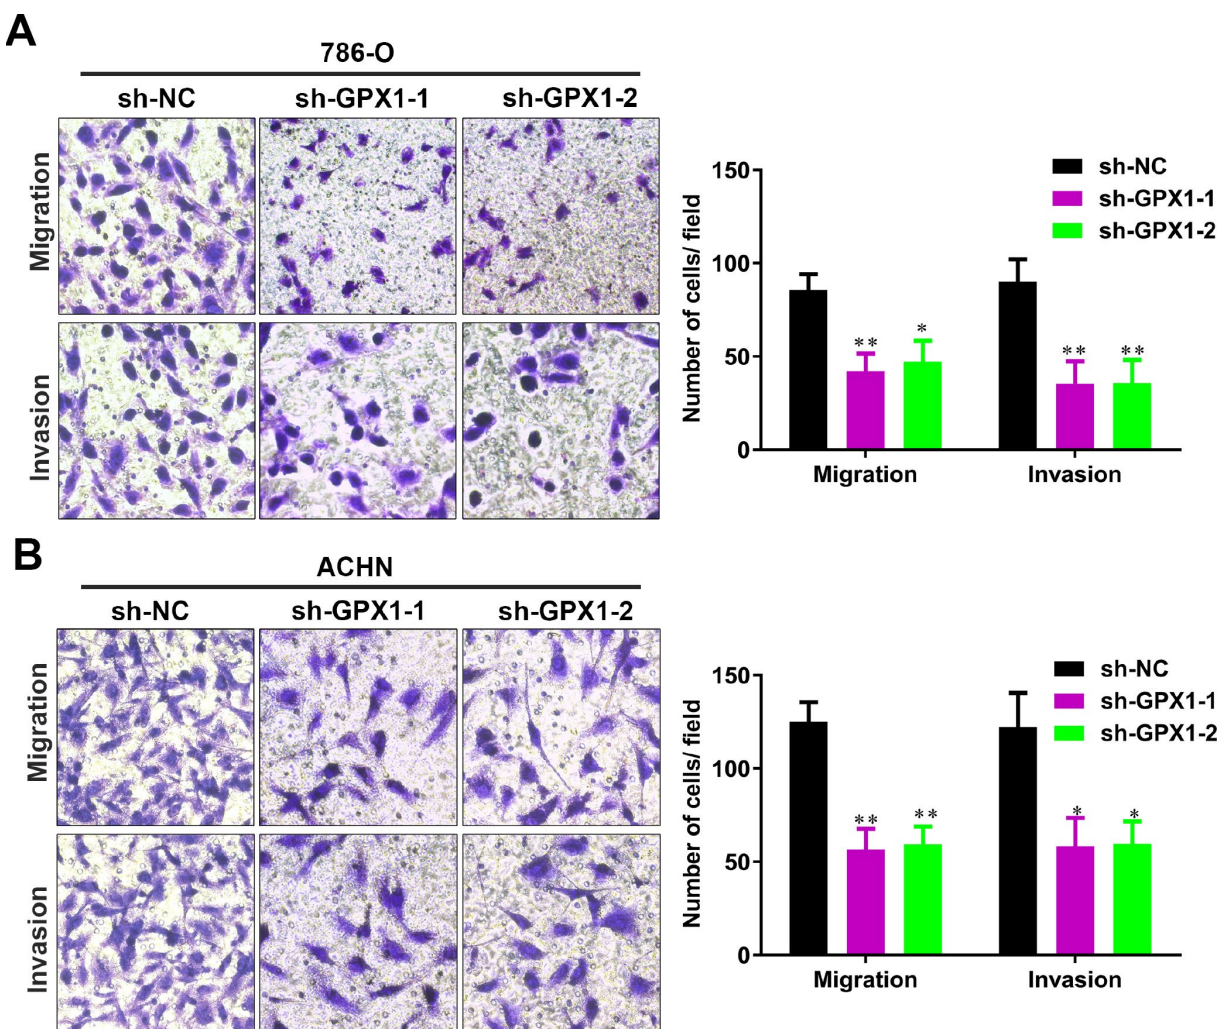 A
786-O
sh-NC sh-GPX1-1 sh-GPX1-2
Migration
Invasion
Number of cells/ field
150
100
50
0
** *
** **
Migration Invasion
sh-NC
sh-GPX1-1
sh-GPX1-2
B
ACHN
sh-NC sh-GPX1-1 sh-GPX1-2
Migration
Invasion
Number of cells/ field
150
100
50
0
** **
* *
Migration Invasion
sh-NC
sh-GPX1-1
sh-GPX1-2